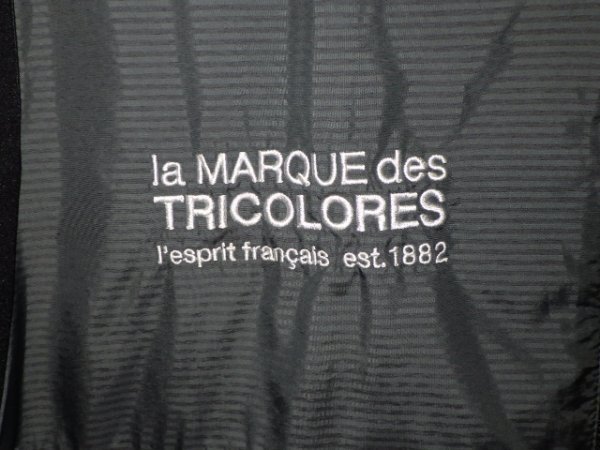 la MARQUE des
TRICOLORES
l'esprit français est.1882